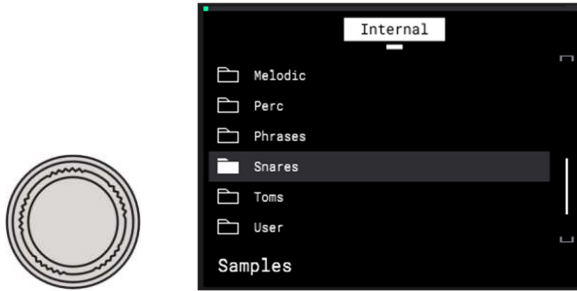 Internal
Melodic
Perc
Phrases
Snares
Toms
User
Samples